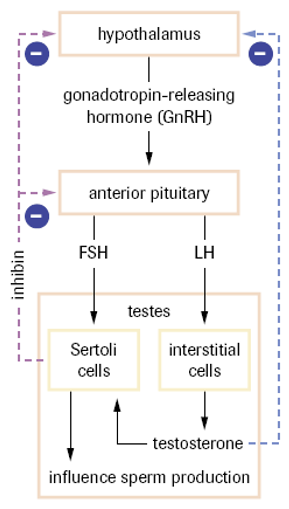 hypothalamus
−
−
gonadotropin-releasing
hormone (GnRH)
anterior pituitary
−
FSH
LH
inhibin
testes
Sertoli
cells
interstitial
cells
testosterone
influence sperm production